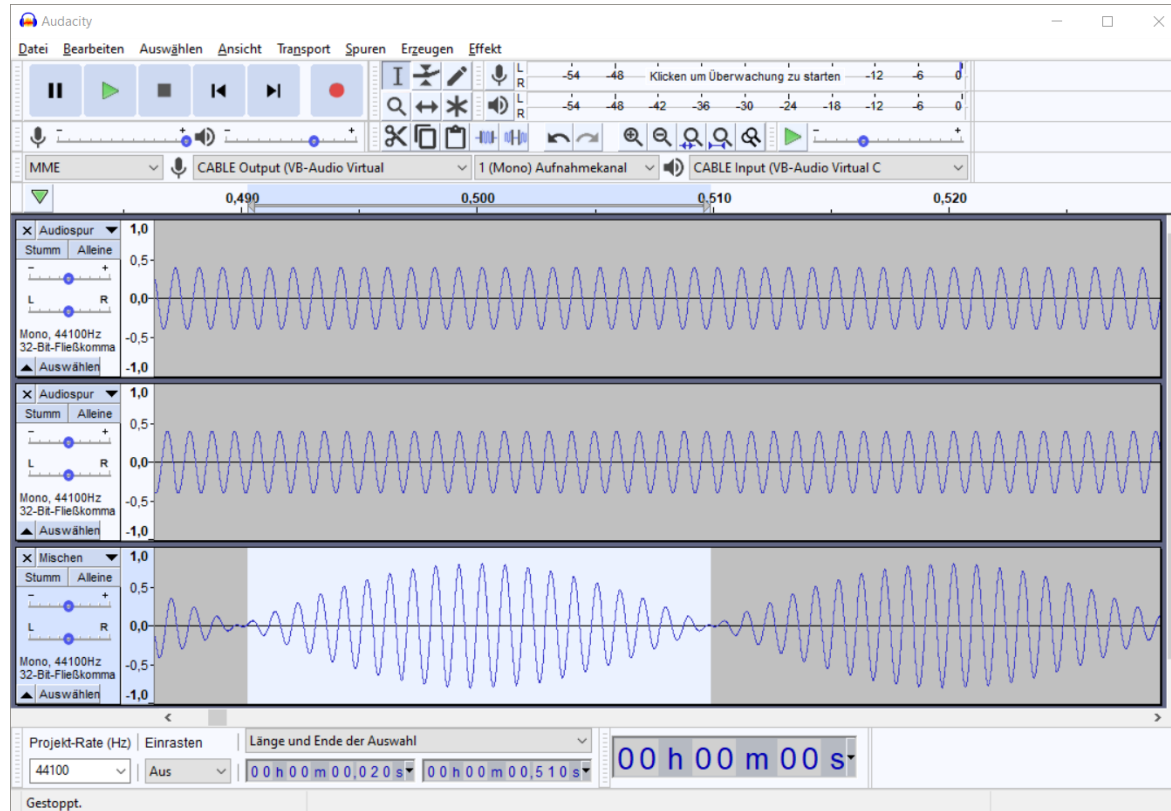 Audacity
Datei Bearbeiten Auswählen Ansicht Transport Spuren Erzeugen Effekt
L
R
-54 -48 Klicken um Überwachung zu starten -12 -6 0
L
R
-54 -48 -42 -36 -30 -24 -18 -12 -6 0
- + - + - +
MME CABLE Output (VB-Audio Virtual 1 (Mono) Aufnahmekanal CABLE Input (VB-Audio Virtual C
0,490 0,500 0,510 0,520
Audiospur 1,0
Stumm Alleine
0,5
- +
L R 0,0
Mono, 44100Hz
-0,5
32-Bit-Fließkomma
Auswählen -1,0
Audiospur 1,0
Stumm Alleine
0,5
- +
L R 0,0
Mono, 44100Hz
-0,5
32-Bit-Fließkomma
Auswählen -1,0
Mischen 1,0
Stumm Alleine
0,5
- +
L R 0,0
Mono, 44100Hz
-0,5
32-Bit-Fließkomma
Auswählen -1,0
Projekt-Rate (Hz) Einrasten Länge und Ende der Auswahl
44100 Aus 00 h 00 m 00,020 s 00 h 00 m 00,510 s
00 h 00 m 00 s
Gestoppt.